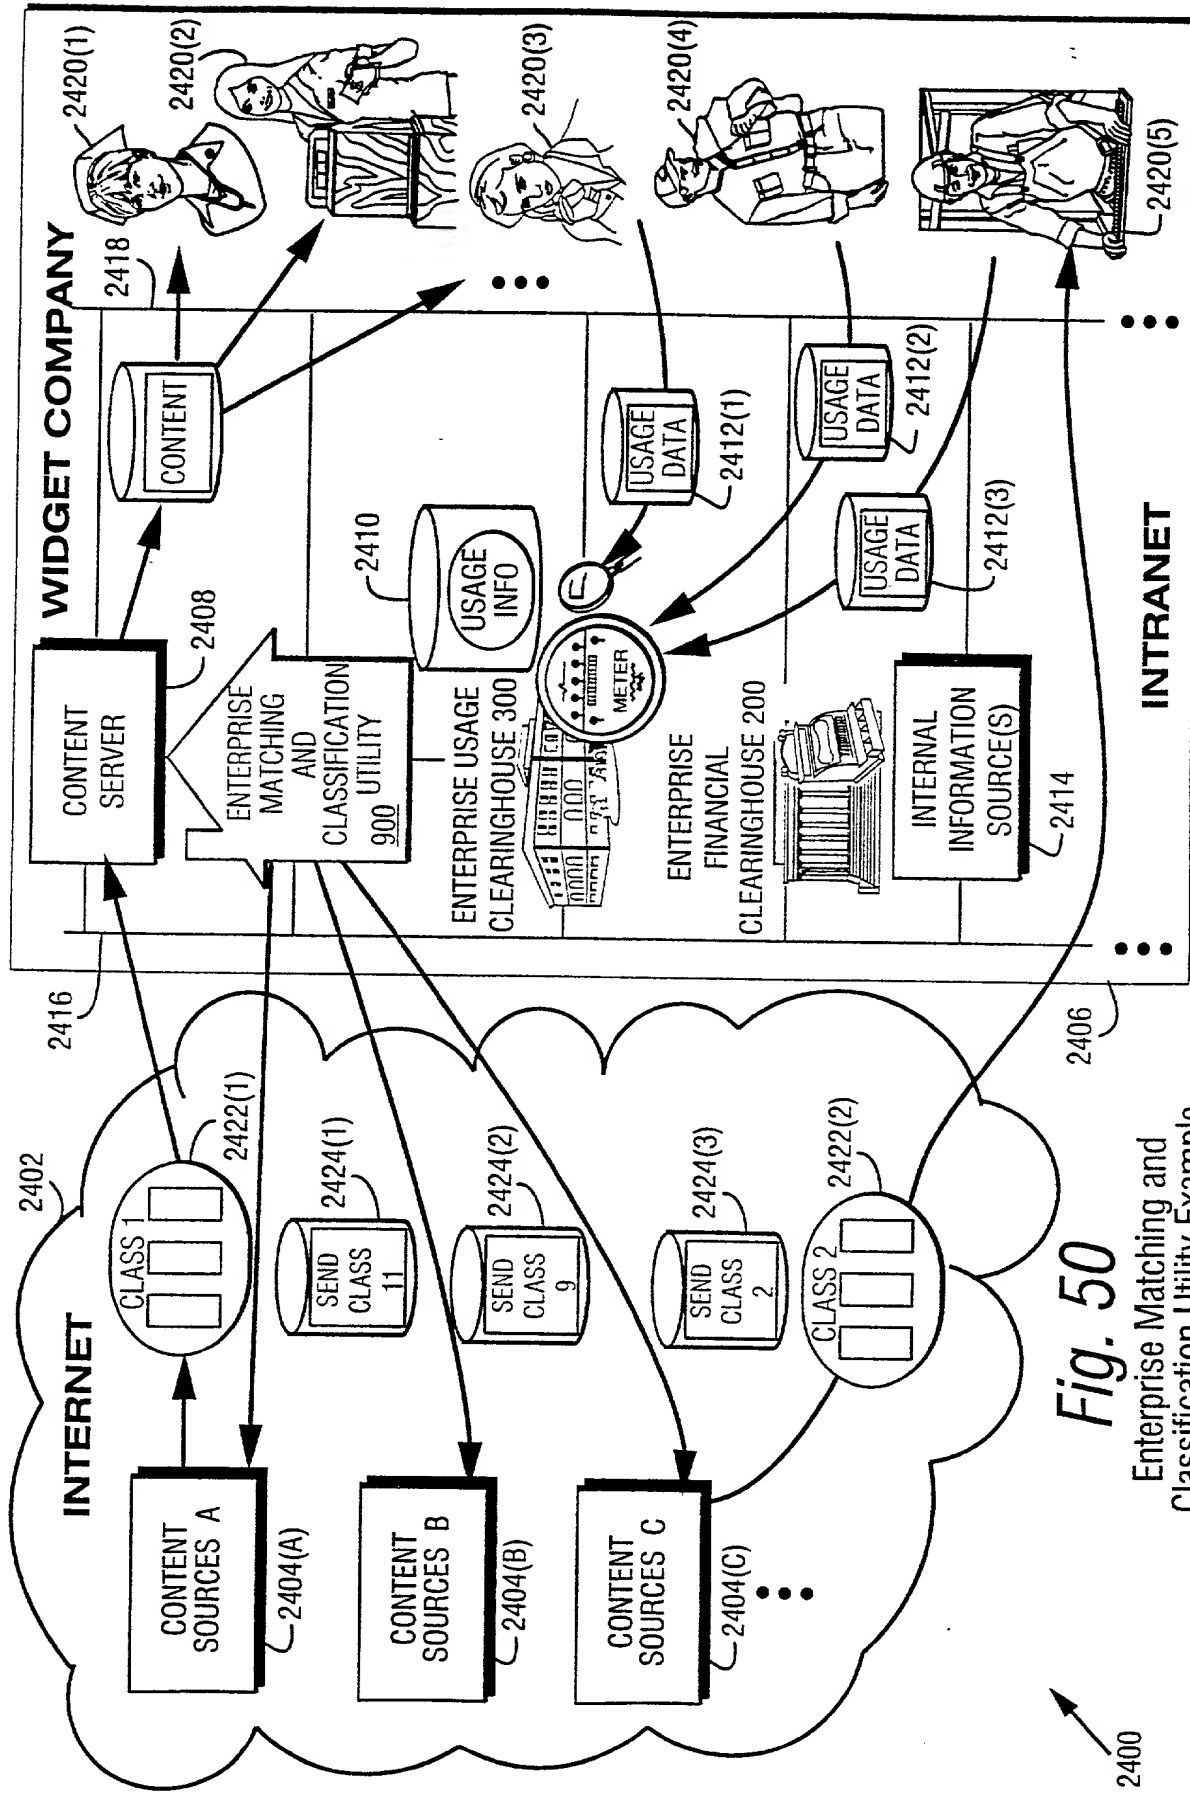 2402
INTERNET
CONTENT
SOURCES A
2404(A)
CONTENT
SOURCES B
2404(B)
CONTENT
SOURCES C
2404(C)
CLASS 1
2422(1)
SEND
CLASS
11
2424(1)
SEND
CLASS
9
2424(2)
SEND
CLASS
2
2424(3)
CLASS 2
2422(2)
2416
WIDGET COMPANY
2418
CONTENT
SERVER
2408
CONTENT
ENTERPRISE
MATCHING
AND
CLASSIFICATION
UTILITY
900
2410
USAGE
INFO
ENTERPRISE USAGE
CLEARINGHOUSE 300
METER
ENTERPRISE
FINANCIAL
CLEARINGHOUSE 200
INTERNAL
INFORMATION
SOURCE(S)
2414
USAGE
DATA
2412(1)
USAGE
DATA
2412(2)
USAGE
DATA
2412(3)
2420(1)
2420(2)
2420(3)
2420(4)
2420(5)
INTRANET
2406
2400
Fig. 50
Enterprise Matching and
Classification Utility Example